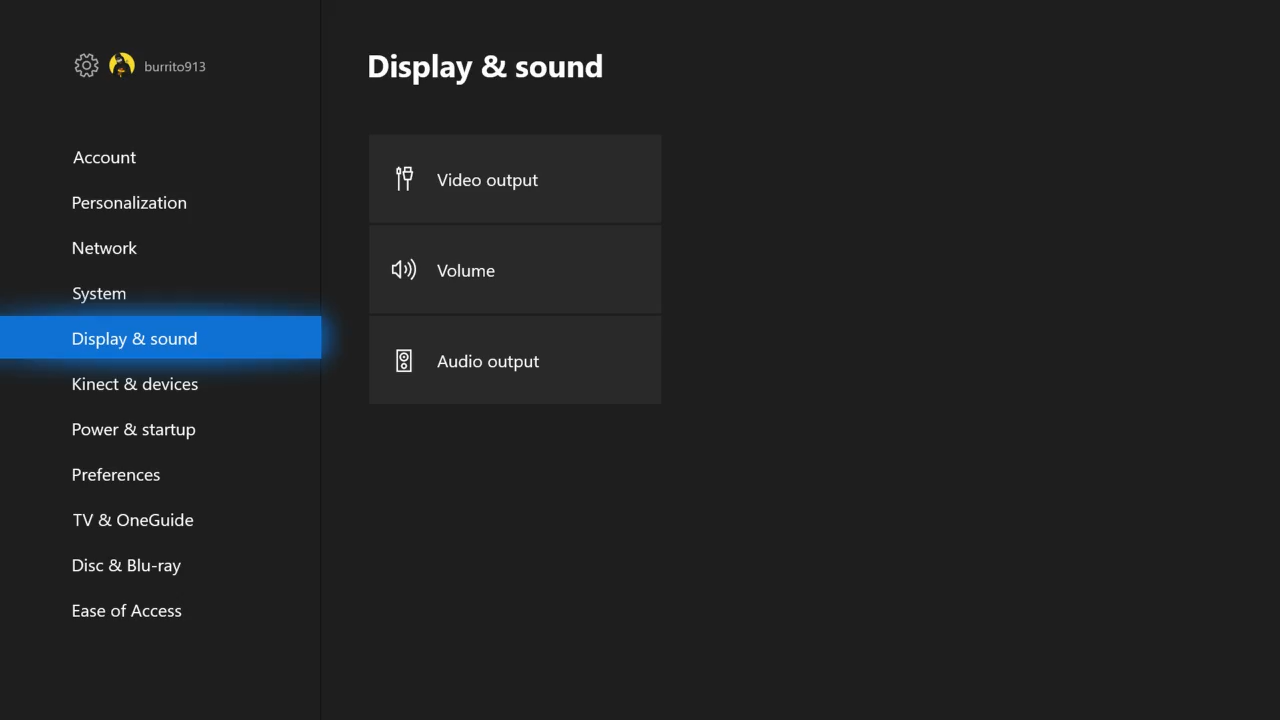 burrito913
Account
Personalization
Network
System
Display & sound
Kinect & devices
Power & startup
Preferences
TV & OneGuide
Disc & Blu-ray
Ease of Access
Display & sound
Video output
Volume
Audio output